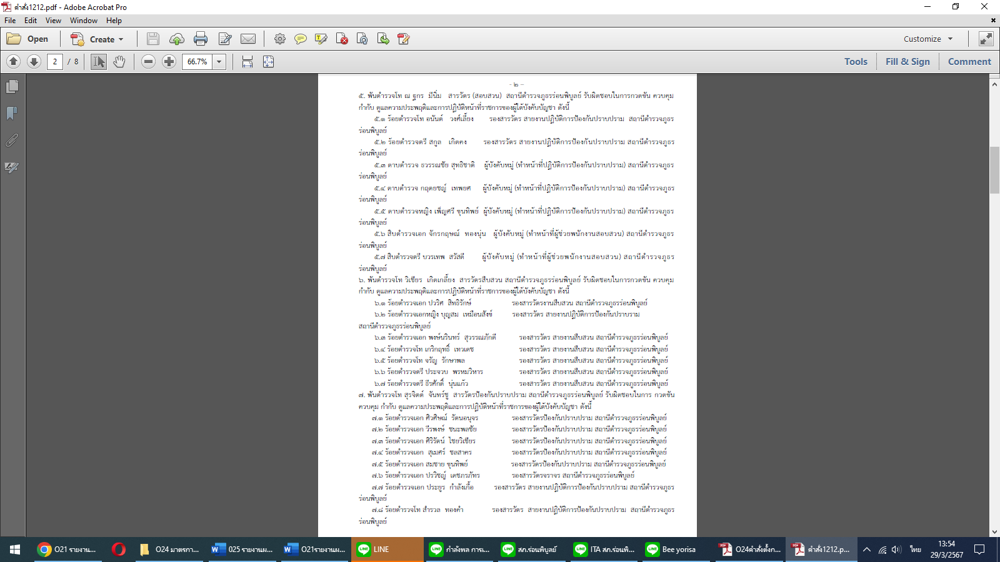 คำสั่ง1212.pdf - Adobe Acrobat Pro
File Edit View Window Help
Open Create Customize
2 / 8 66.7% Tools Fill & Sign Comment
- ๒ –
๕. พันตำรวจโท ณ ฐกร มีนิ่ม สารวัตร (สอบสวน) สถานีตำรวจภูธรร่อนพิบูลย์ รับผิดชอบในการกวดขัน ควบคุม
กำกับ ดูแลความประพฤติและการปฏิบัติหน้าที่ราชการของผู้ใต้บังคับบัญชา ดังนี้
๕.๑ ร้อยตำรวจโท อนันต์ วงศ์เลี้ยง รองสารวัตร สายงานปฏิบัติการป้องกันปราบปราม สถานีตำรวจภูธร
ร่อนพิบูลย์
๕.๒ ร้อยตำรวจตรี สกูล เกิดคง รองสารวัตร สายงานปฏิบัติการป้องกันปราบปราม สถานีตำรวจภูธร
ร่อนพิบูลย์
๕.๓ ดาบตำรวจ ธวรรณชัย สุทธิชาติ ผู้บังคับหมู่ (ทำหน้าที่ปฏิบัติการป้องกันปราบปราม) สถานีตำรวจภูธร
ร่อนพิบูลย์
๕.๔ ดาบตำรวจ กฤตยชญ์ เทพยศ ผู้บังคับหมู่ (ทำหน้าที่ปฏิบัติการป้องกันปราบปราม) สถานีตำรวจภูธร
ร่อนพิบูลย์
๕.๕ ดาบตำรวจหญิง เพ็ญศรี ขุนทิพย์ ผู้บังคับหมู่ (ทำหน้าที่ปฏิบัติการป้องกันปราบปราม) สถานีตำรวจภูธร
ร่อนพิบูลย์
๕.๖ สิบตำรวจเอก จักรกฤษณ์ ทองนุ่น ผู้บังคับหมู่ (ทำหน้าที่ผู้ช่วยพนักงานสอบสวน) สถานีตำรวจภูธร
ร่อนพิบูลย์
๕.๗ สิบตำรวจตรี บวรเทพ สวัสดี ผู้บังคับหมู่ (ทำหน้าที่ผู้ช่วยพนักงานสอบสวน) สถานีตำรวจภูธร
ร่อนพิบูลย์
๖. พันตำรวจโท วิเชียร เกิดเกลี้ยง สารวัตรสืบสวน สถานีตำรวจภูธรร่อนพิบูลย์ รับผิดชอบในการกวดขัน ควบคุม
กำกับ ดูแลความประพฤติและการปฏิบัติหน้าที่ราชการของผู้ใต้บังคับบัญชา ดังนี้
๖.๑ ร้อยตำรวจเอก ปวริศ สิทธิรักษ์ รองสารวัตรงานสืบสวน สถานีตำรวจภูธรร่อนพิบูลย์
๖.๒ ร้อยตำรวจเอกหญิง บุญสม เหมือนสังข์ รองสารวัตร สายงานปฏิบัติการป้องกันปราบราม
สถานีตำรวจภูธรร่อนพิบูลย์
๖.๓ ร้อยตำรวจเอก พงษ์นรินทร์ สุวรรณภักดี รองสารวัตร สายงานสืบสวน สถานีตำรวจภูธรร่อนพิบูลย์
๖.๔ ร้อยตำรวจโท เกริกฤทธิ์ เทวเดช รองสารวัตร สายงานสืบสวน สถานีตำรวจภูธรร่อนพิบูลย์
๖.๕ ร้อยตำรวจโท จรัญ รักษาพล รองสารวัตร สายงานสืบสวน สถานีตำรวจภูธรร่อนพิบูลย์
๖.๖ ร้อยตำรวจตรี ประจวบ พรหมวิหาร รองสารวัตร สายงานสืบสวน สถานีตำรวจภูธรร่อนพิบูลย์
๖.๗ ร้อยตำรวจตรี ธีรศักดิ์ นุ่นแก้ว รองสารวัตร สายงานสืบสวน สถานีตำรวจภูธรร่อนพิบูลย์
๗. พันตำรวจโท สุรจิตต์ จันทร์ชู สารวัตรป้องกันปราบปราม สถานีตำรวจภูธรร่อนพิบูลย์ รับผิดชอบในการ กวดขัน
ควบคุม กำกับ ดูแลความประพฤติและการปฏิบัติหน้าที่ราชการของผู้ใต้บังคับบัญชา ดังนี้
๗.๑ ร้อยตำรวจเอก ศิวศิษณ์ รัตนอนุจร รองสารวัตรป้องกันปราบปราม สถานีตำรวจภูธรร่อนพิบูลย์
๗.๒ ร้อยตำรวจเอก วีรพงษ์ ชนะพลชัย รองสารวัตรป้องกันปราบปราม สถานีตำรวจภูธรร่อนพิบูลย์
๗.๓ ร้อยตำรวจเอก ศิริรัตน์ ไชยวิเชียร รองสารวัตรป้องกันปราบปราม สถานีตำรวจภูธรร่อนพิบูลย์
๗.๔ ร้อยตำรวจเอก สุเมศร์ ชลสาคร รองสารวัตรป้องกันปราบปราม สถานีตำรวจภูธรร่อนพิบูลย์
๗.๕ ร้อยตำรวจเอก สมชาย ขุนทิพย์ รองสารวัตรป้องกันปราบปราม สถานีตำรวจภูธรร่อนพิบูลย์
๗.๖ ร้อยตำรวจเอก ปรวิชญ์ เดชภรภัทร รองสารวัตรจราจร สถานีตำรวจภูธรร่อนพิบูลย์
๗.๗ ร้อยตำรวจเอก ประยูร กำลังเกื้อ รองสารวัตร สายงานปฏิบัติการป้องกันปราบปราม สถานีตำรวจภูธร
ร่อนพิบูลย์
๗.๘ ร้อยตำรวจโท สำรวล ทองคำ รองสารวัตร สายงานปฏิบัติการป้องกันปราบปราม สถานีตำรวจภูธร
ร่อนพิบูลย์
O21 รายงาน... O24 มาตรกา... 025 รายงานผ... O21รายงานผ... LINE กำลังพล การเ... สภ.ร่อนพิบูลย์ ITA สภ.ร่อนพิ... Bee yorisa O24คำสั่งตั้งก... คำสั่ง1212.p... ไทย 13:54
29/3/2567